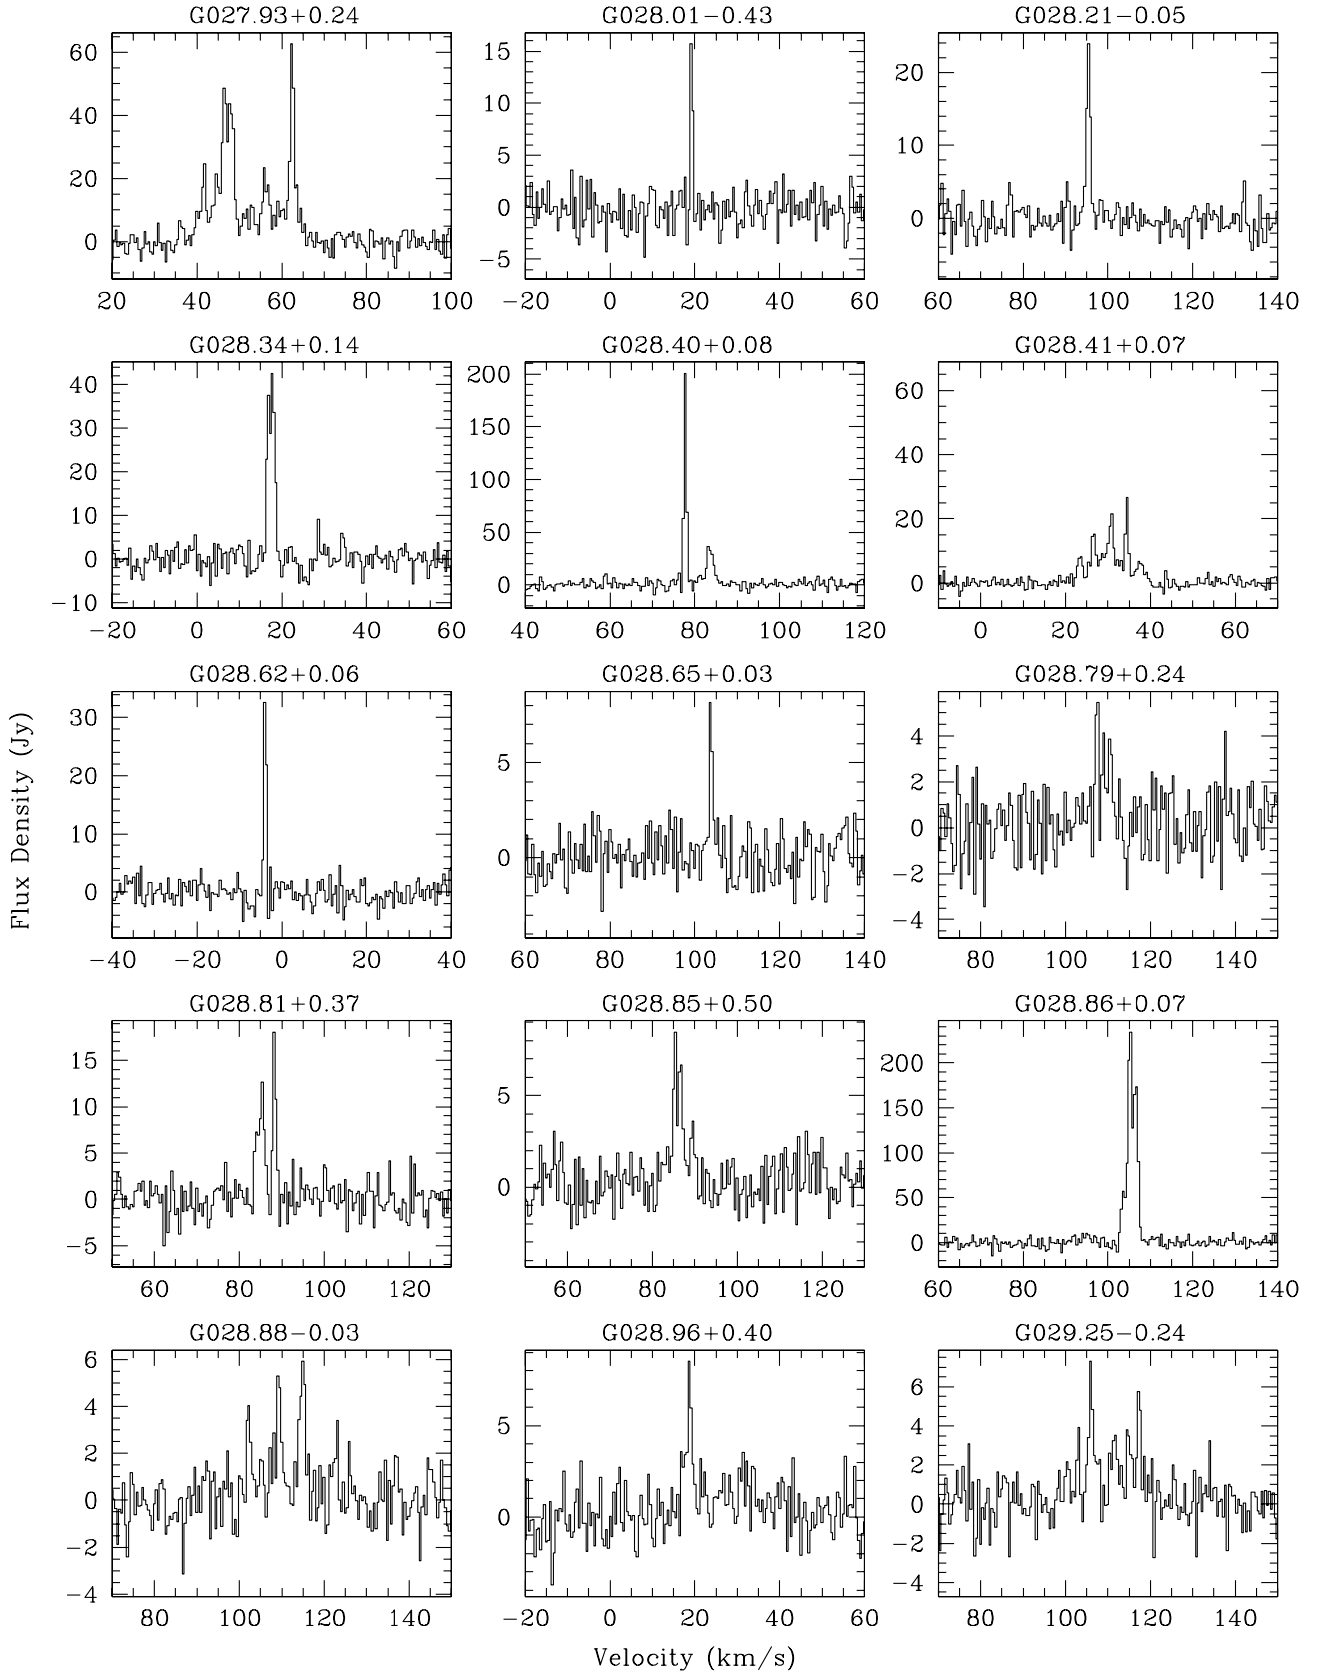 G027.93+0.24 G028.01−0.43 G028.21−0.05
60 15 20
40 10
20 5 10
0 0 0
−5
20 40 60 80 100 −20 0 20 40 60 60 80 100 120 140
G028.34+0.14 G028.40+0.08 G028.41+0.07
40 200 60
30 150 40
20 100
10 50 20
0 0 0
−10
−20 0 20 40 60 40 60 80 100 120 0 20 40 60
G028.62+0.06 G028.65+0.03 G028.79+0.24
30 5 4
20 2
10 0 0
0 −2
−4
−40 −20 0 20 40 60 80 100 120 140 80 100 120 140
Flux Density (Jy)
G028.81+0.37 G028.85+0.50 G028.86+0.07
15 5 200
10 150
5 0 100
0 50
−5 0
60 80 100 120 60 80 100 120 60 80 100 120 140
G028.88−0.03 G028.96+0.40 G029.25−0.24
6 5 6
4 4
2 0 2
0 0
−2 −2
−4 −4
80 100 120 140 −20 0 20 40 60 80 100 120 140
Velocity (km/s)